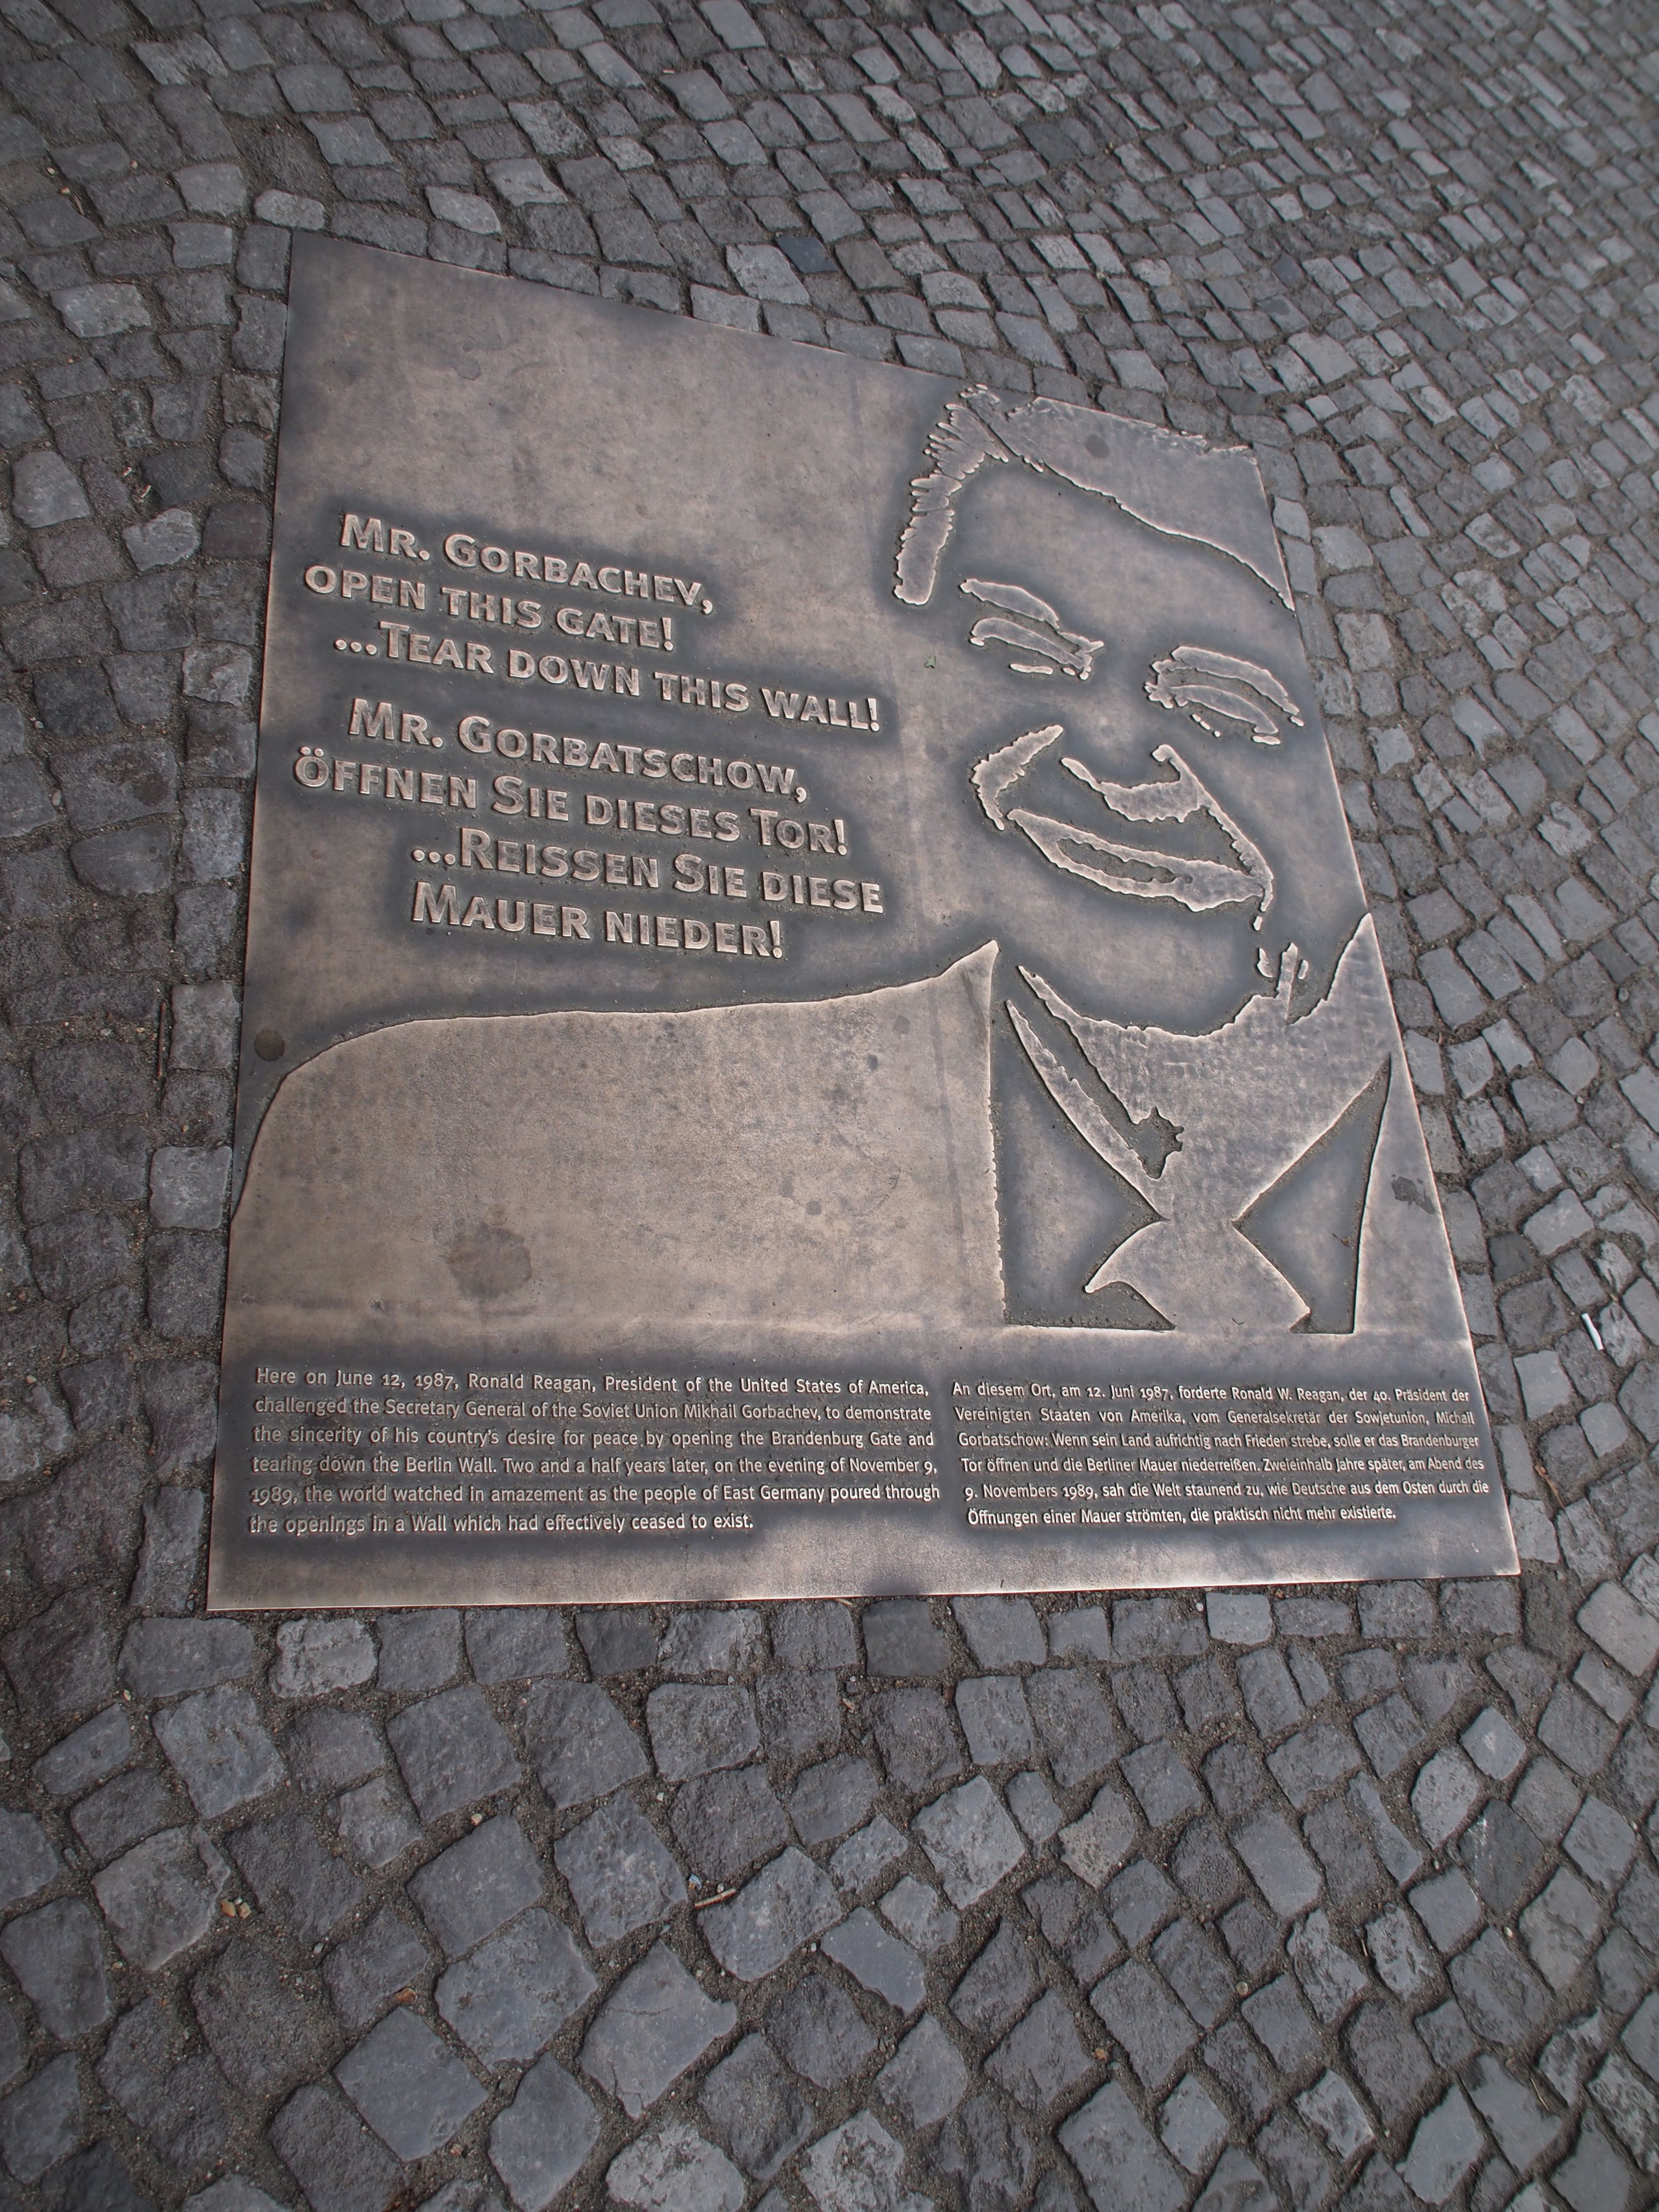 Mr. Gorbachev,
open this gate!
...Tear down this wall!
Mr. Gorbatschow,
öffnen Sie dieses Tor!
...Reissen Sie diese
Mauer nieder!
Here on June 12, 1987, Ronald Reagan, President of the United States of America,
challenged the Secretary General of the Soviet Union Mikhail Gorbachev, to demonstrate
the sincerity of his country's desire for peace by opening the Brandenburg Gate and
tearing down the Berlin Wall. Two and a half years later, on the evening of November 9,
1989, the world watched in amazement as the people of East Germany poured through
the openings in a Wall which had effectively ceased to exist.
An diesem Ort, am 12. Juni 1987, forderte Ronald W. Reagan, der 40. Präsident der
Vereinigten Staaten von Amerika, vom Generalsekretär der Sowjetunion, Michail
Gorbatschow: Wenn sein Land aufrichtig nach Frieden strebe, solle er das Brandenburger
Tor öffnen und die Berliner Mauer niederreißen. Zweieinhalb Jahre später, am Abend des
9. Novembers 1989, sah die Welt staunend zu, wie Deutsche aus dem Osten durch die
Öffnungen einer Mauer strömten, die praktisch nicht mehr existierte.